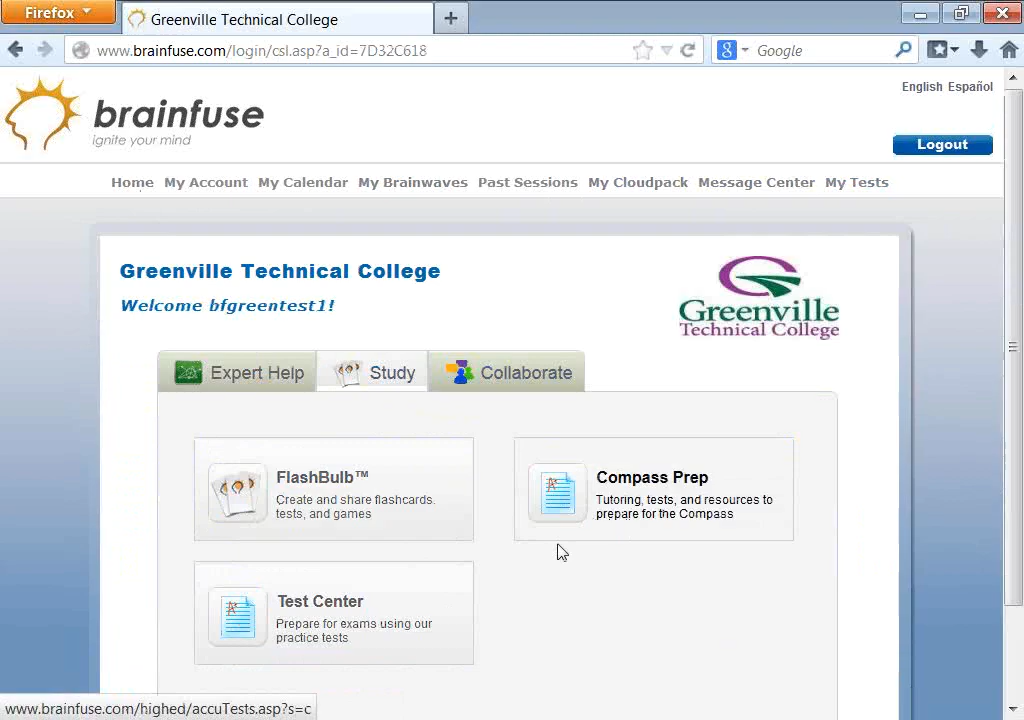 Firefox
Greenville Technical College
www.brainfuse.com/login/csl.asp?a_id=7D32C618
Google
English Español
brainfuse
ignite your mind
Logout
Home My Account My Calendar My Brainwaves Past Sessions My Cloudpack Message Center My Tests
Greenville Technical College
Welcome bfgreentest1!
Greenville
Technical College
Expert Help Study Collaborate
FlashBulb™
Create and share flashcards.
tests, and games
Compass Prep
Tutoring, tests, and resources to
prepare for the Compass
Test Center
Prepare for exams using our
practice tests
www.brainfuse.com/highed/accuTests.asp?s=c